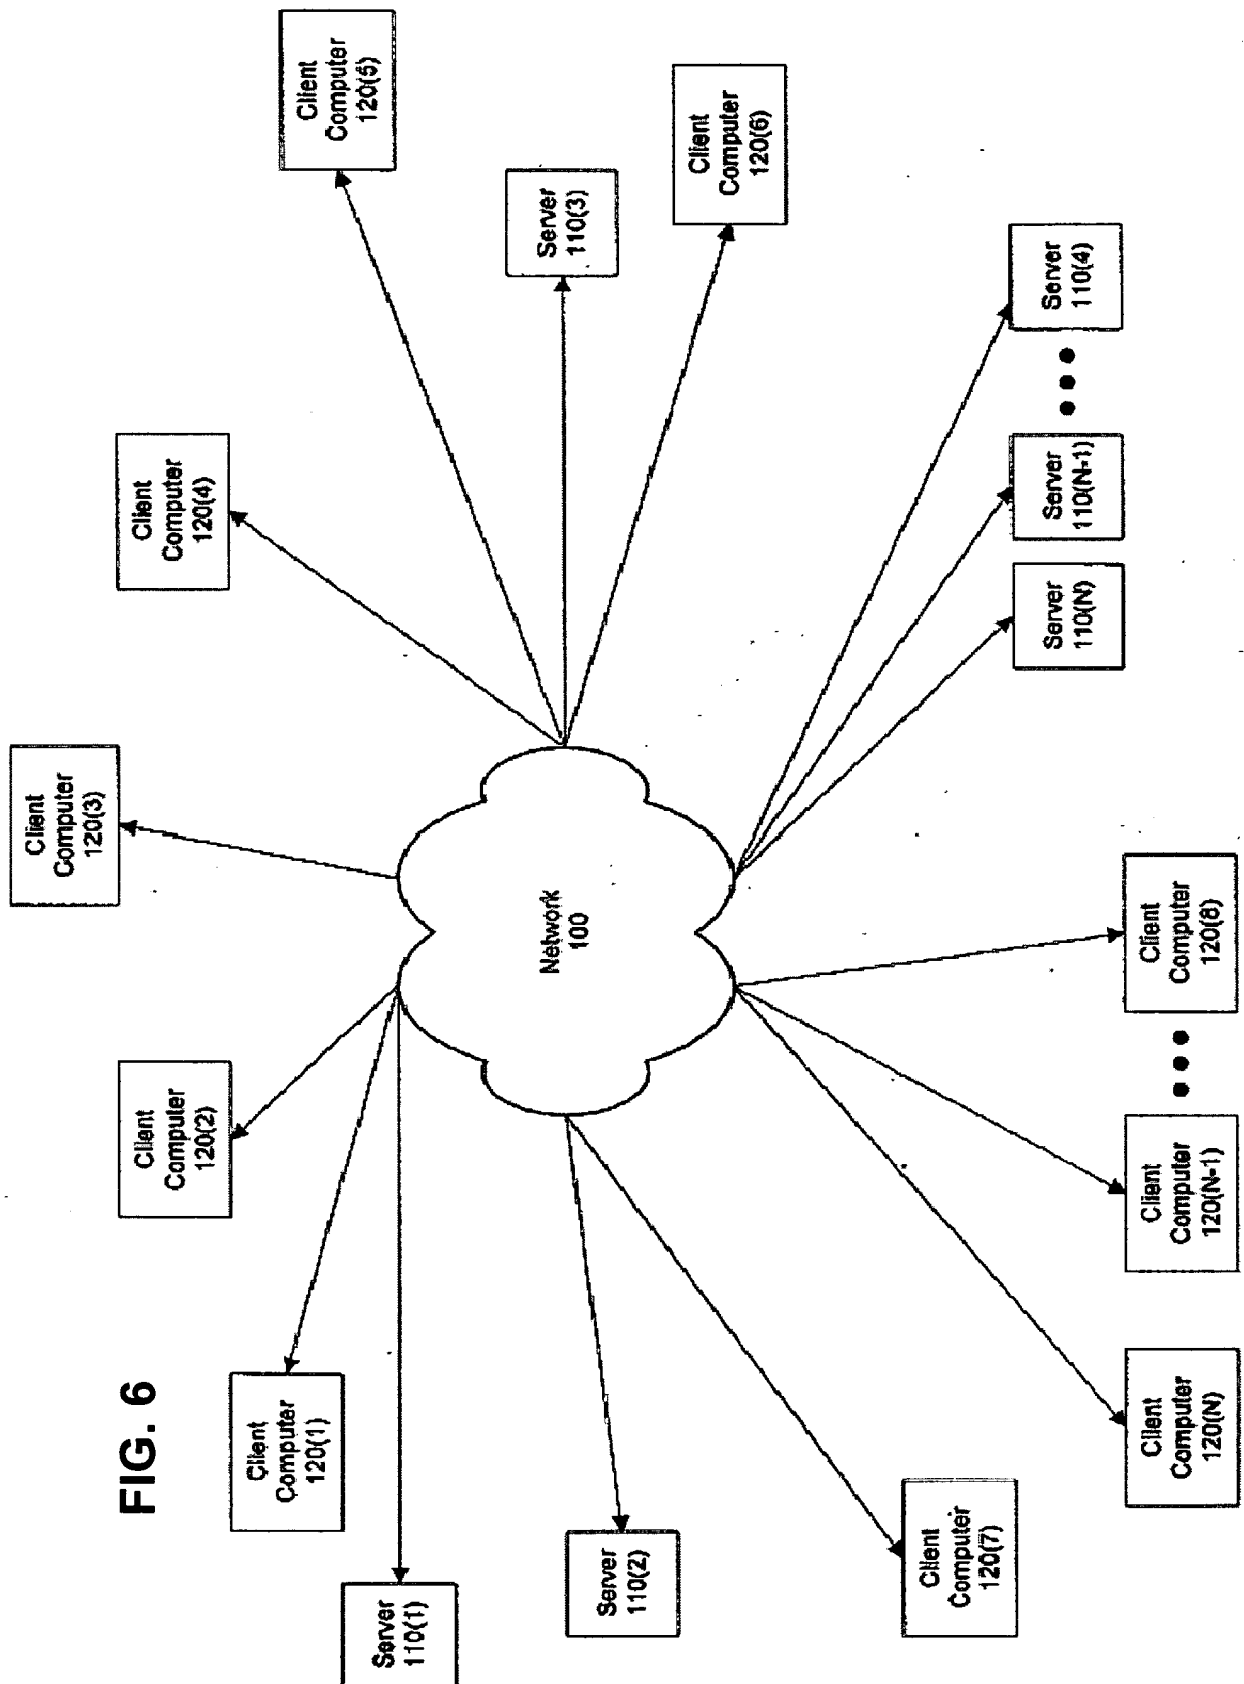 FIG. 6
Server
110(1)
Client
Computer
120(1)
Client
Computer
120(2)
Client
Computer
120(3)
Client
Computer
120(4)
Client
Computer
120(5)
Server
110(3)
Client
Computer
120(6)
Server
110(2)
Network
100
Client
Computer
120(7)
Server
110(N)
Server
110(N-1)
Server
110(4)
Client
Computer
120(N)
Client
Computer
120(N-1)
Client
Computer
120(8)